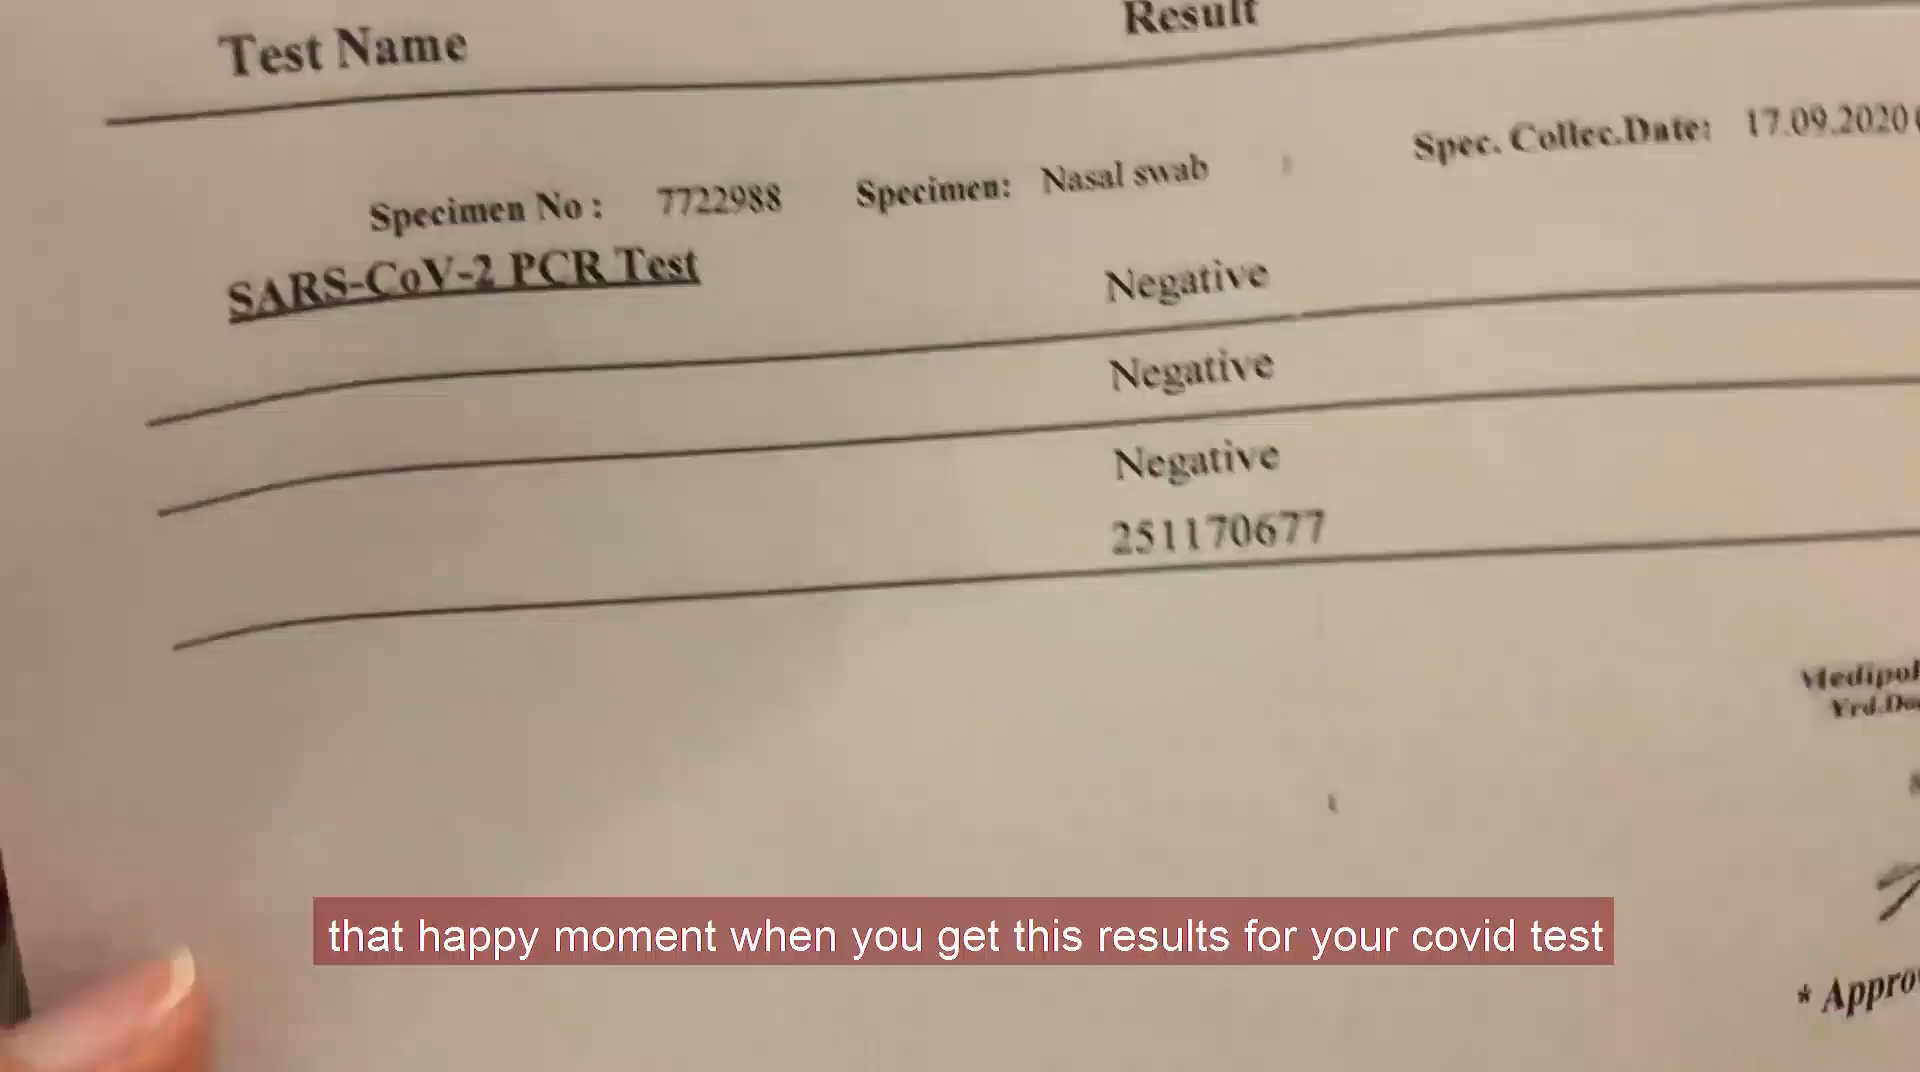 Test Name Result
Specimen No : 7722988 Specimen: Nasal swab Spec. Collec.Date: 17.09.2020
SARS-CoV-2 PCR Test Negative
Negative
Negative
251170677
that happy moment when you get this results for your covid test